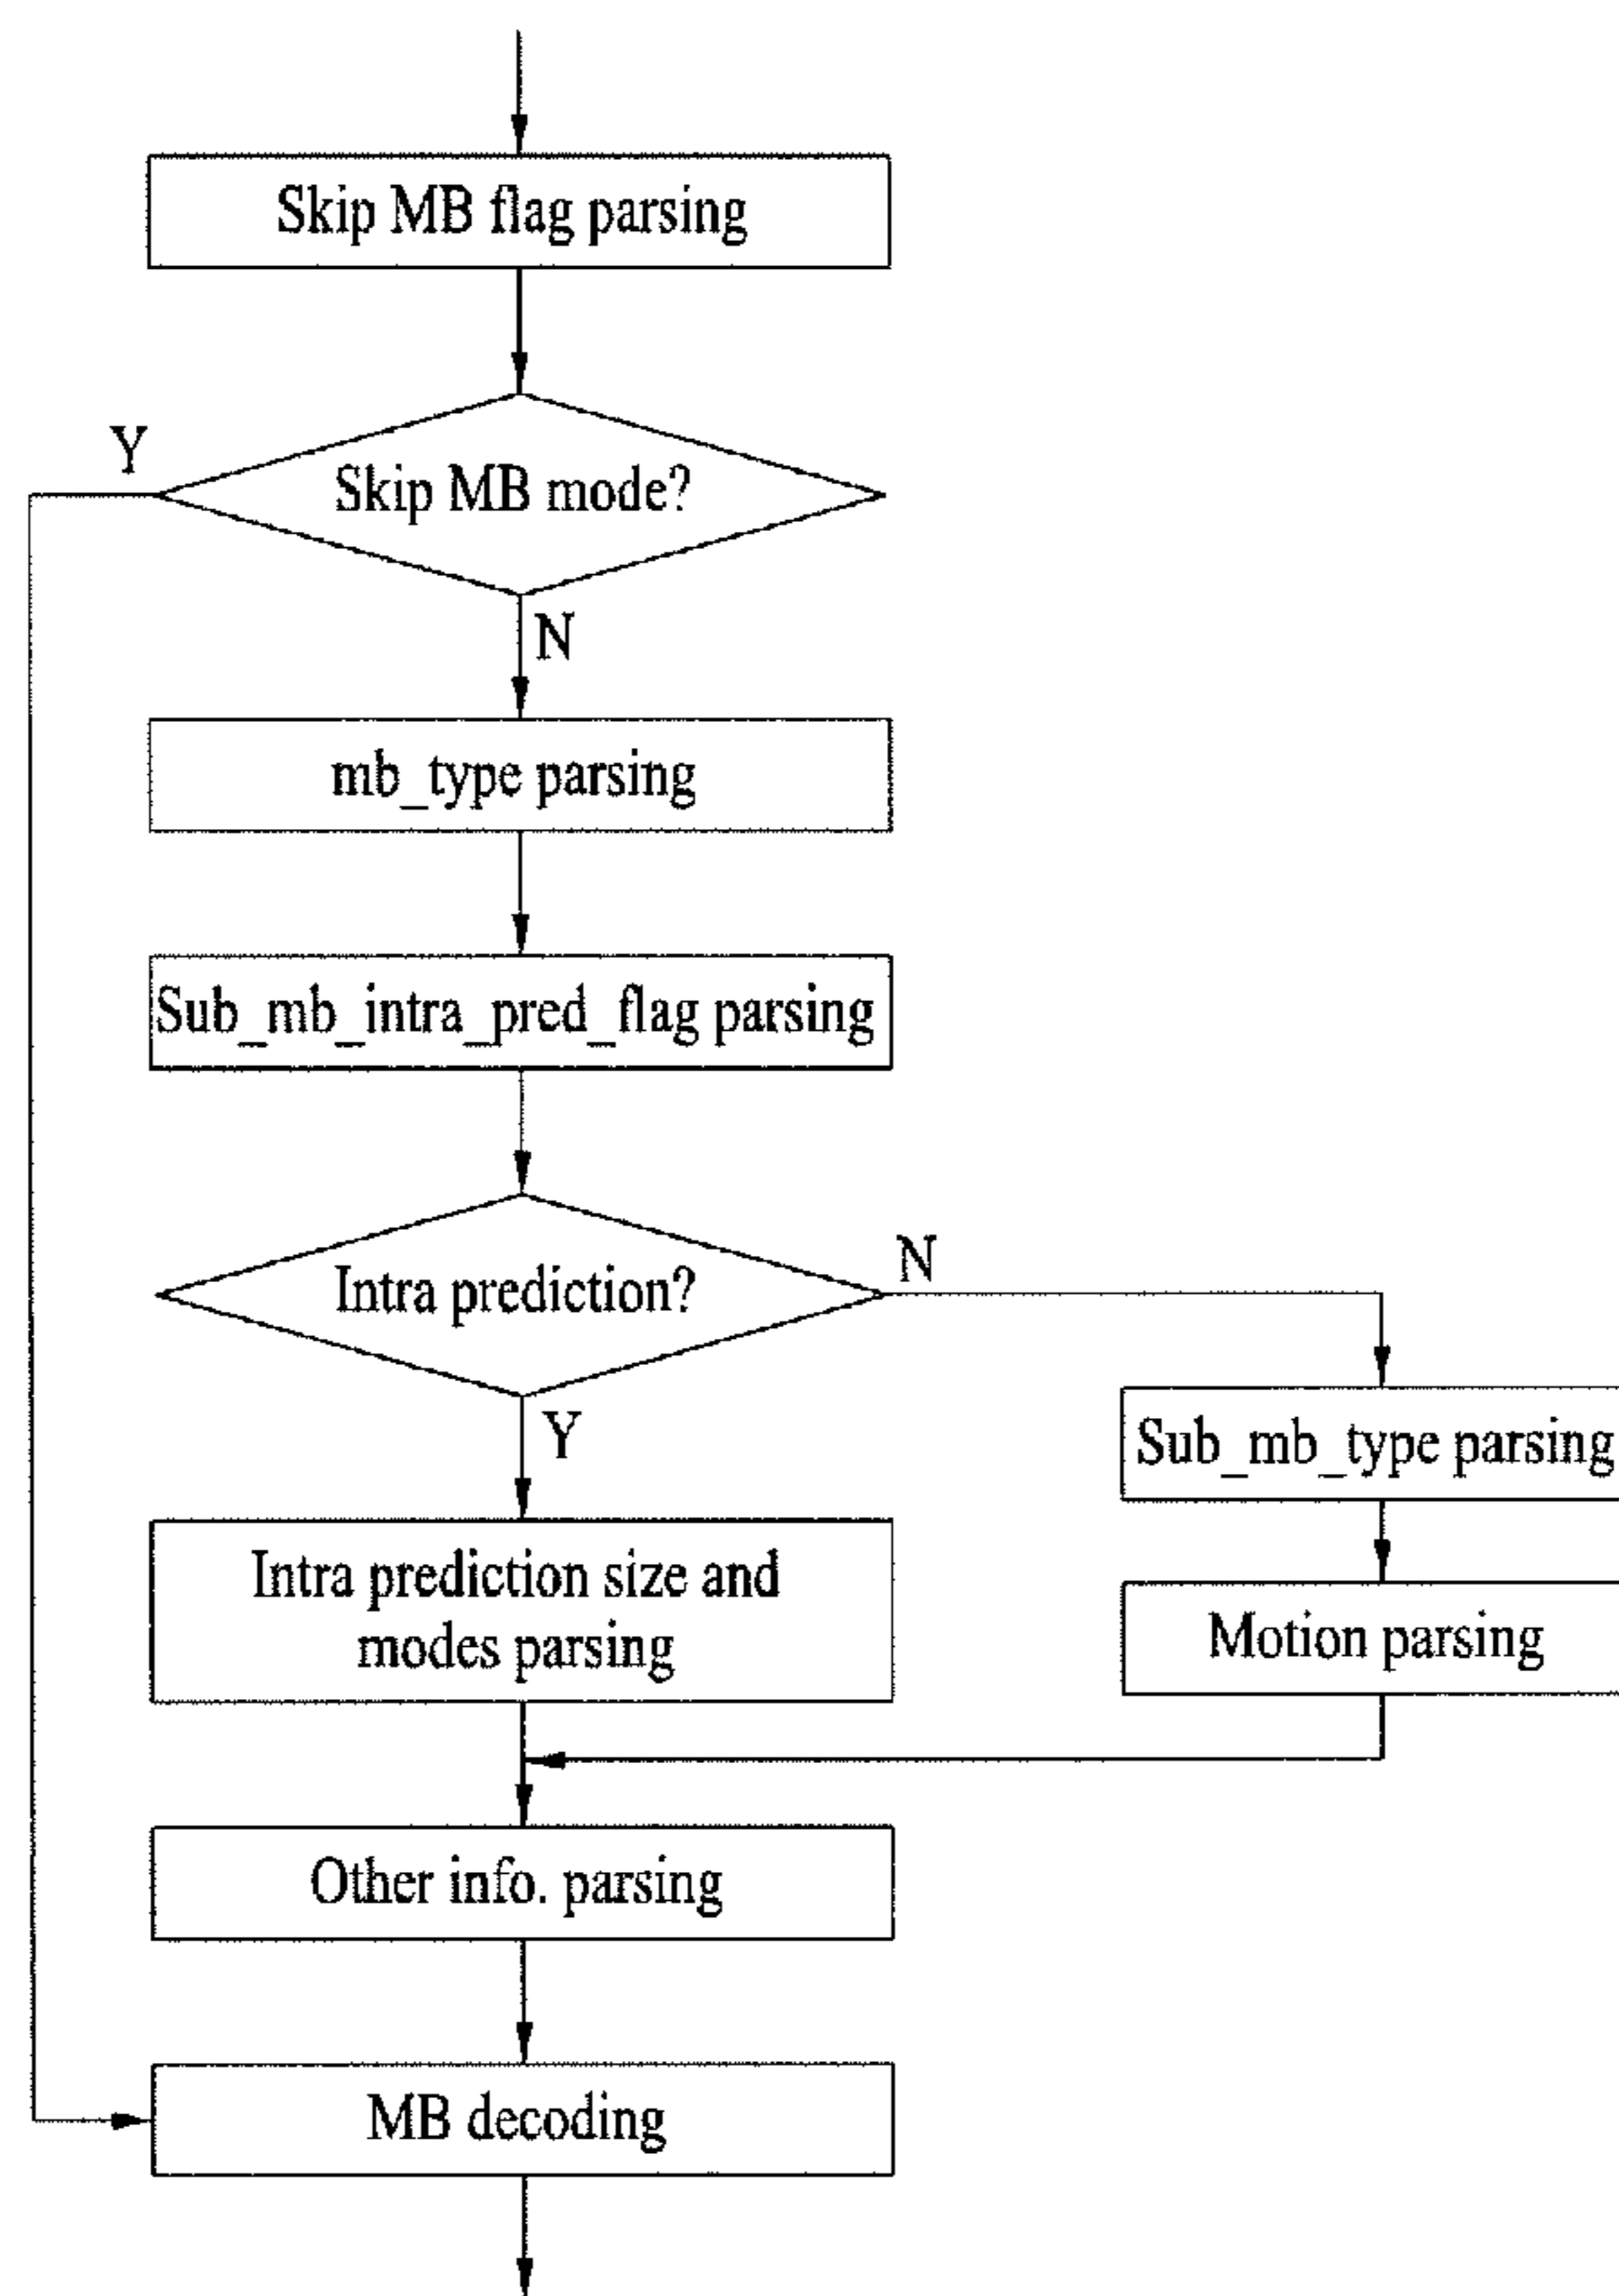 Skip MB flag parsing
Y
Skip MB mode?
N
mb_type parsing
Sub_mb_intra_pred_flag parsing
Intra prediction?
N
Y
Sub_mb_type parsing
Intra prediction size and
modes parsing
Motion parsing
Other info. parsing
MB decoding